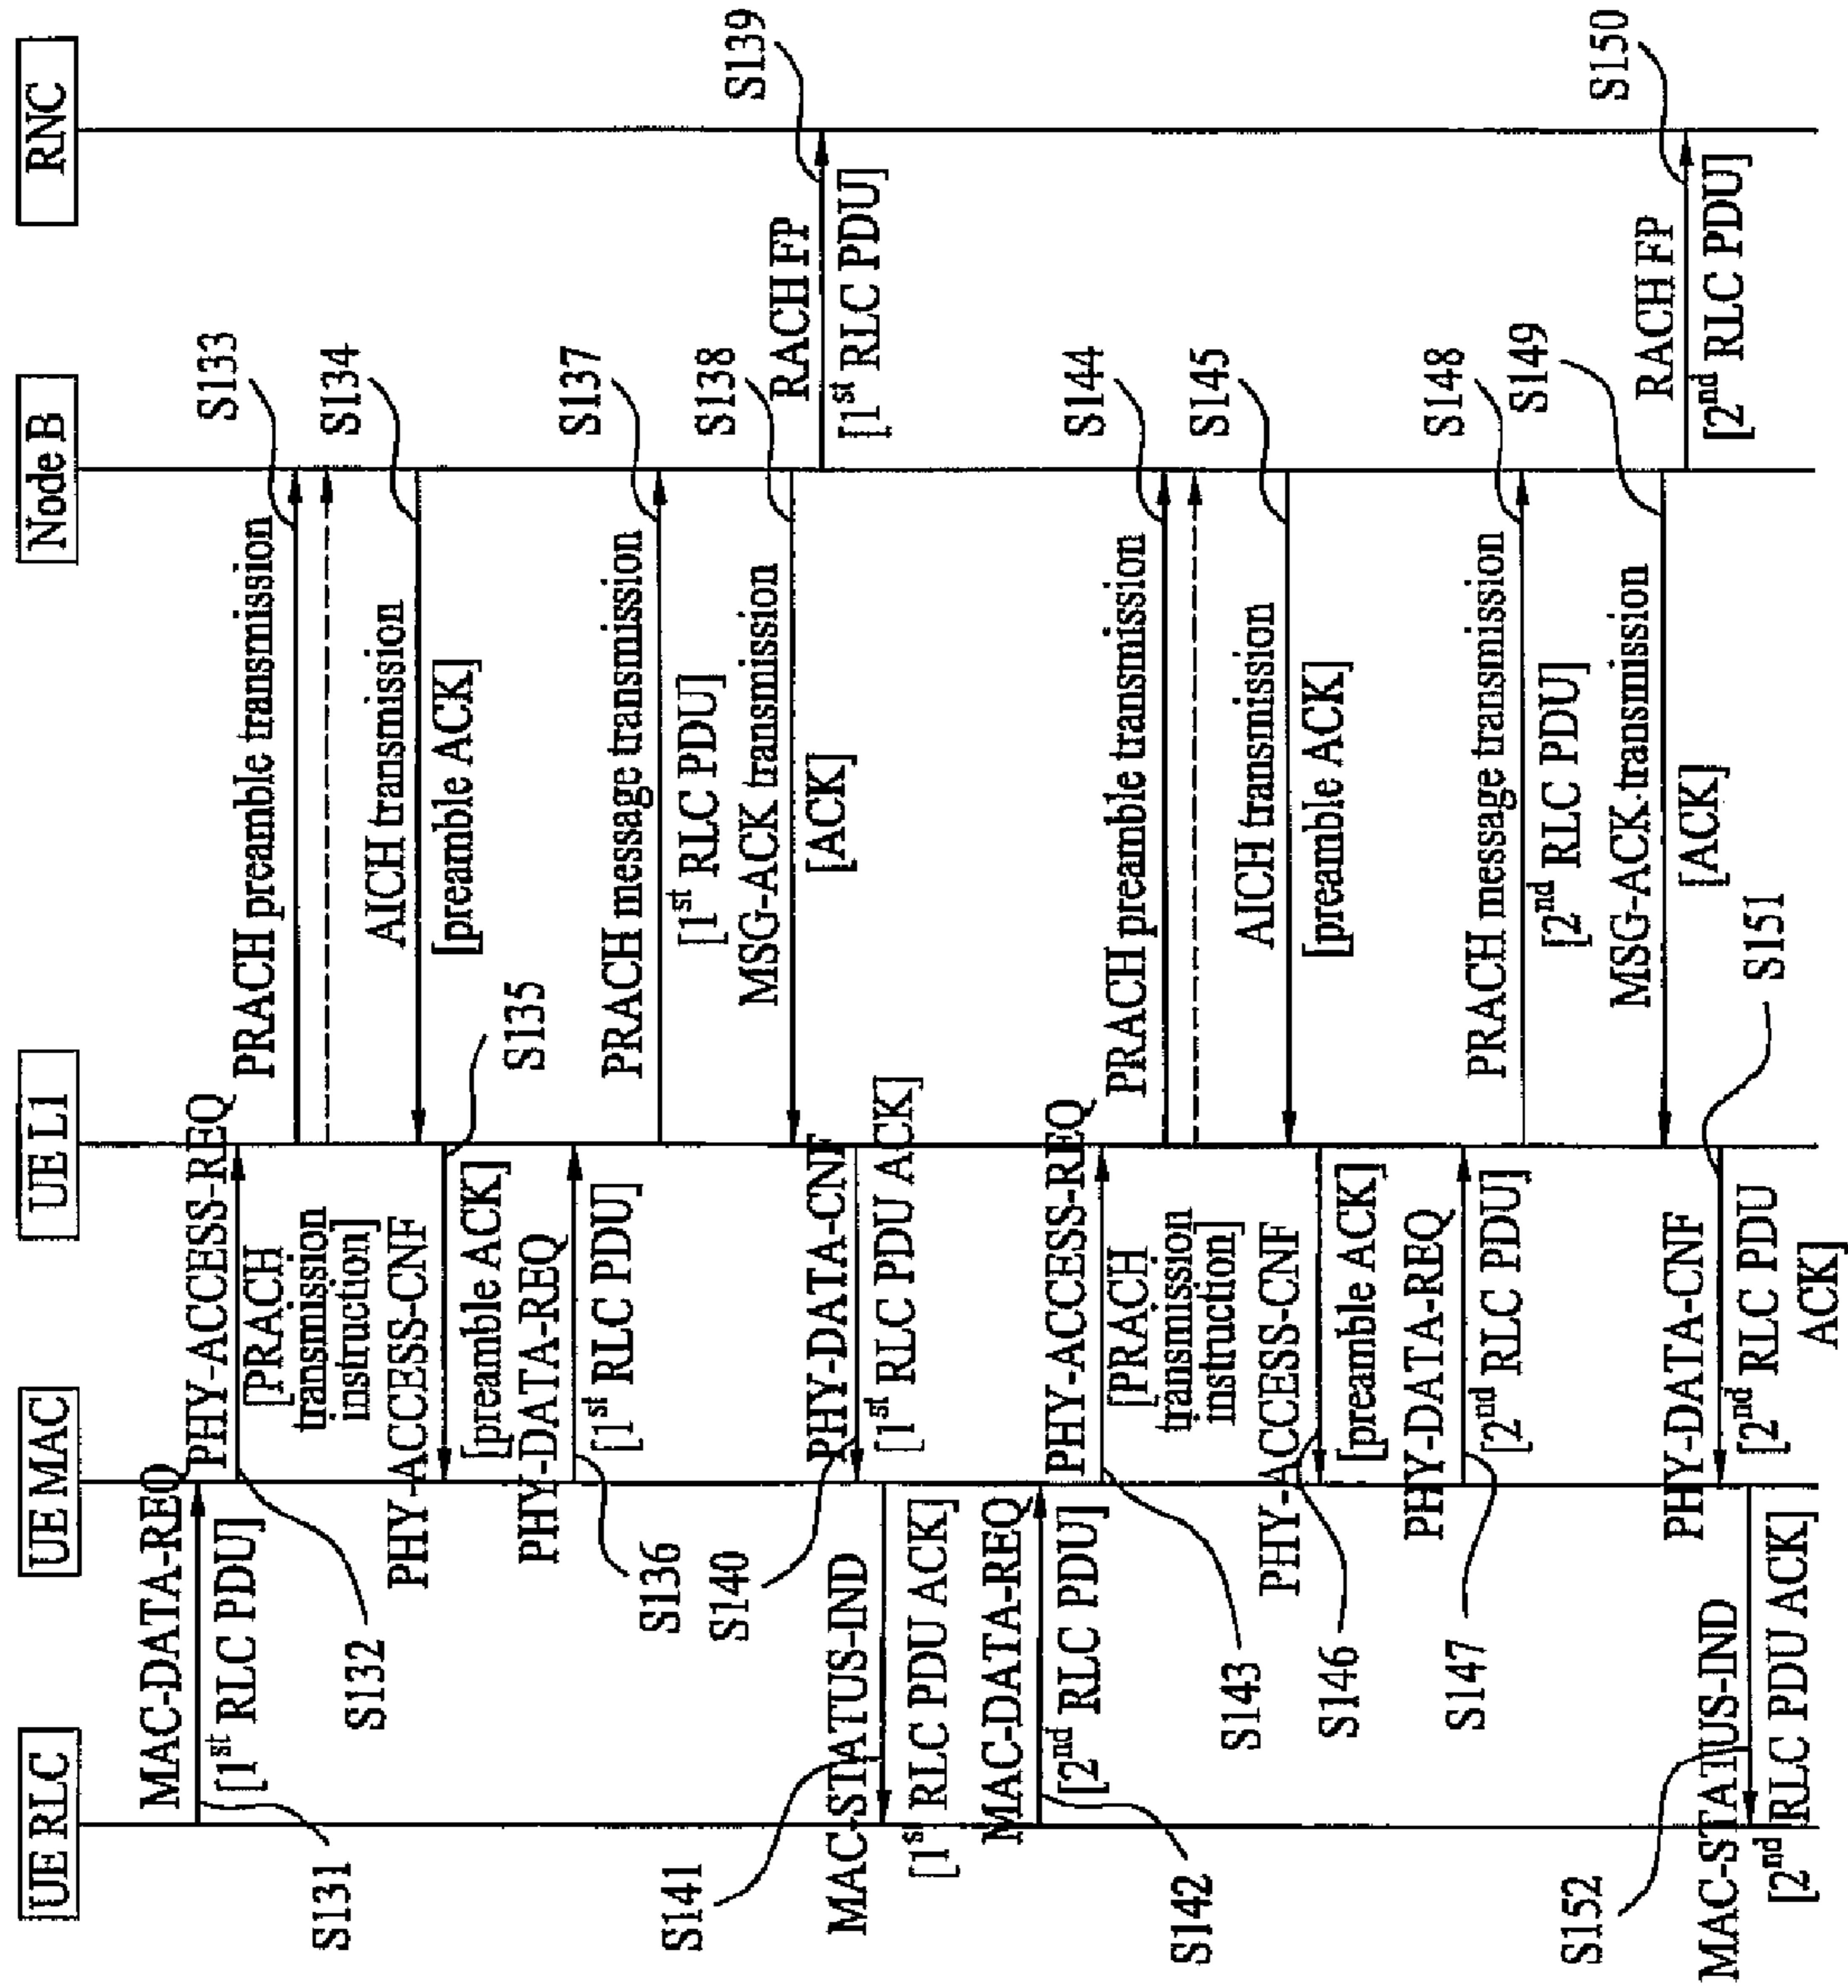 UE RLC
UE MAC
UE L1
Node B
RNC
MAC-DATA-REQ
[1st RLC PDU]
S131
PHY-ACCESS-REQ
[PRACH
transmission
instruction]
S132
PRACH preamble transmission
S133
AICH transmission
[preamble ACK]
S134
PHY-ACCESS-CNF
[preamble ACK]
S135
PHY-DATA-REQ
[1st RLC PDU]
S136
PRACH message transmission
[1st RLC PDU]
S137
MSG-ACK transmission
[ACK]
S138
RACH FP
[1st RLC PDU]
S139
PHY-DATA-CNF
[1st RLC PDU ACK]
S140
MAC-STATUS-IND
[1st RLC PDU ACK]
S141
MAC-DATA-REQ
[2nd RLC PDU]
S142
PHY-ACCESS-REQ
[PRACH
transmission
instruction]
S143
PRACH preamble transmission
S144
AICH transmission
[preamble ACK]
S145
PHY-ACCESS-CNF
[preamble ACK]
S146
PHY-DATA-REQ
[2nd RLC PDU]
S147
PRACH message transmission
[2nd RLC PDU]
S148
MSG-ACK transmission
[ACK]
S149
RACH FP
[2nd RLC PDU]
S150
PHY-DATA-CNF
[2nd RLC PDU
ACK]
S151
MAC-STATUS-IND
[2nd RLC PDU ACK]
S152